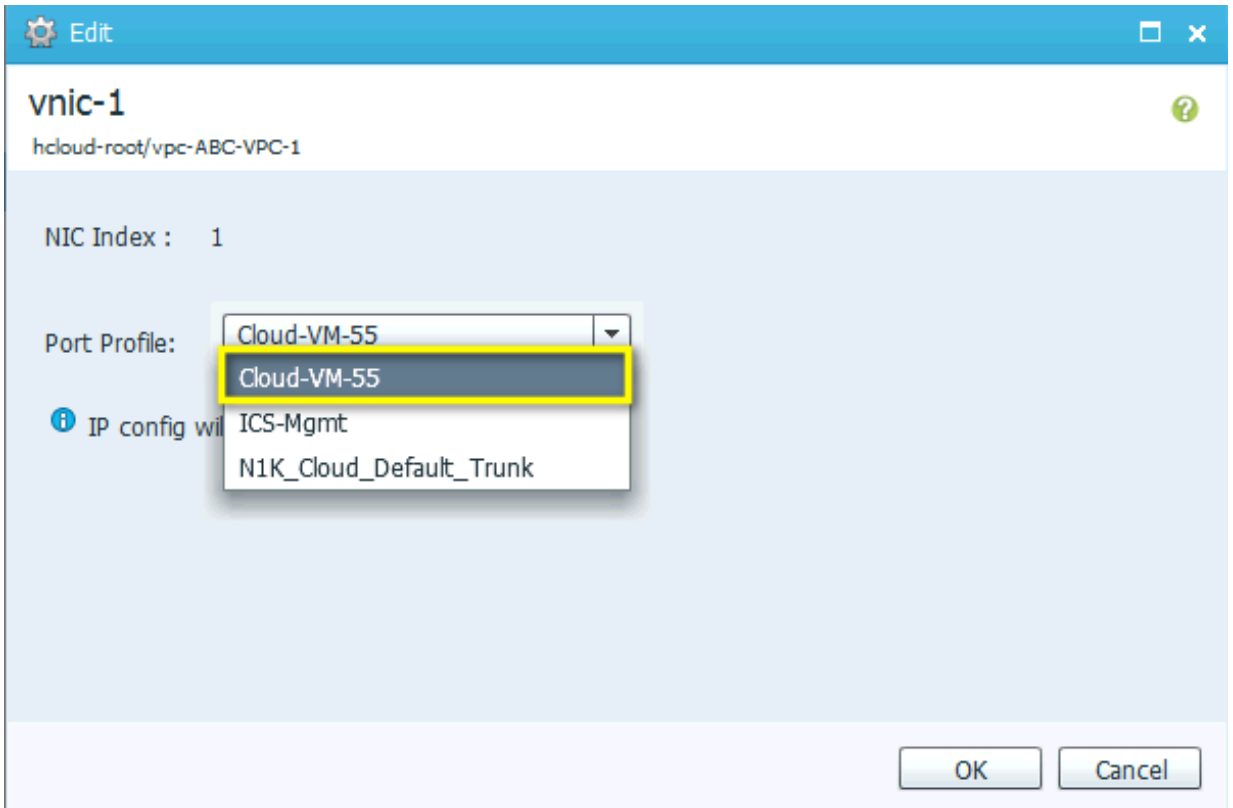 Edit
vnic-1
hcloud-root/vpc-ABC-VPC-1
NIC Index : 1
Port Profile: Cloud-VM-55
Cloud-VM-55
ICS-Mgmt
N1K_Cloud_Default_Trunk
IP config
OK Cancel